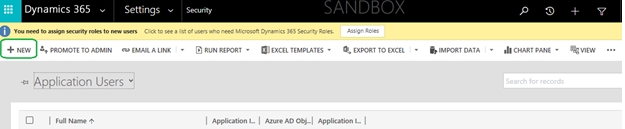 Dynamics 365 Settings Security SANDBOX
You need to assign security roles to new users Click to see a list of users who need Microsoft Dynamics 365 Security Roles. Assign Roles
NEW PROMOTE TO ADMIN EMAIL A LINK RUN REPORT EXCEL TEMPLATES EXPORT TO EXCEL IMPORT DATA CHART PANE VIEW ...
Application Users Search for records
Full Name Application I... Azure AD Obj... Application I...